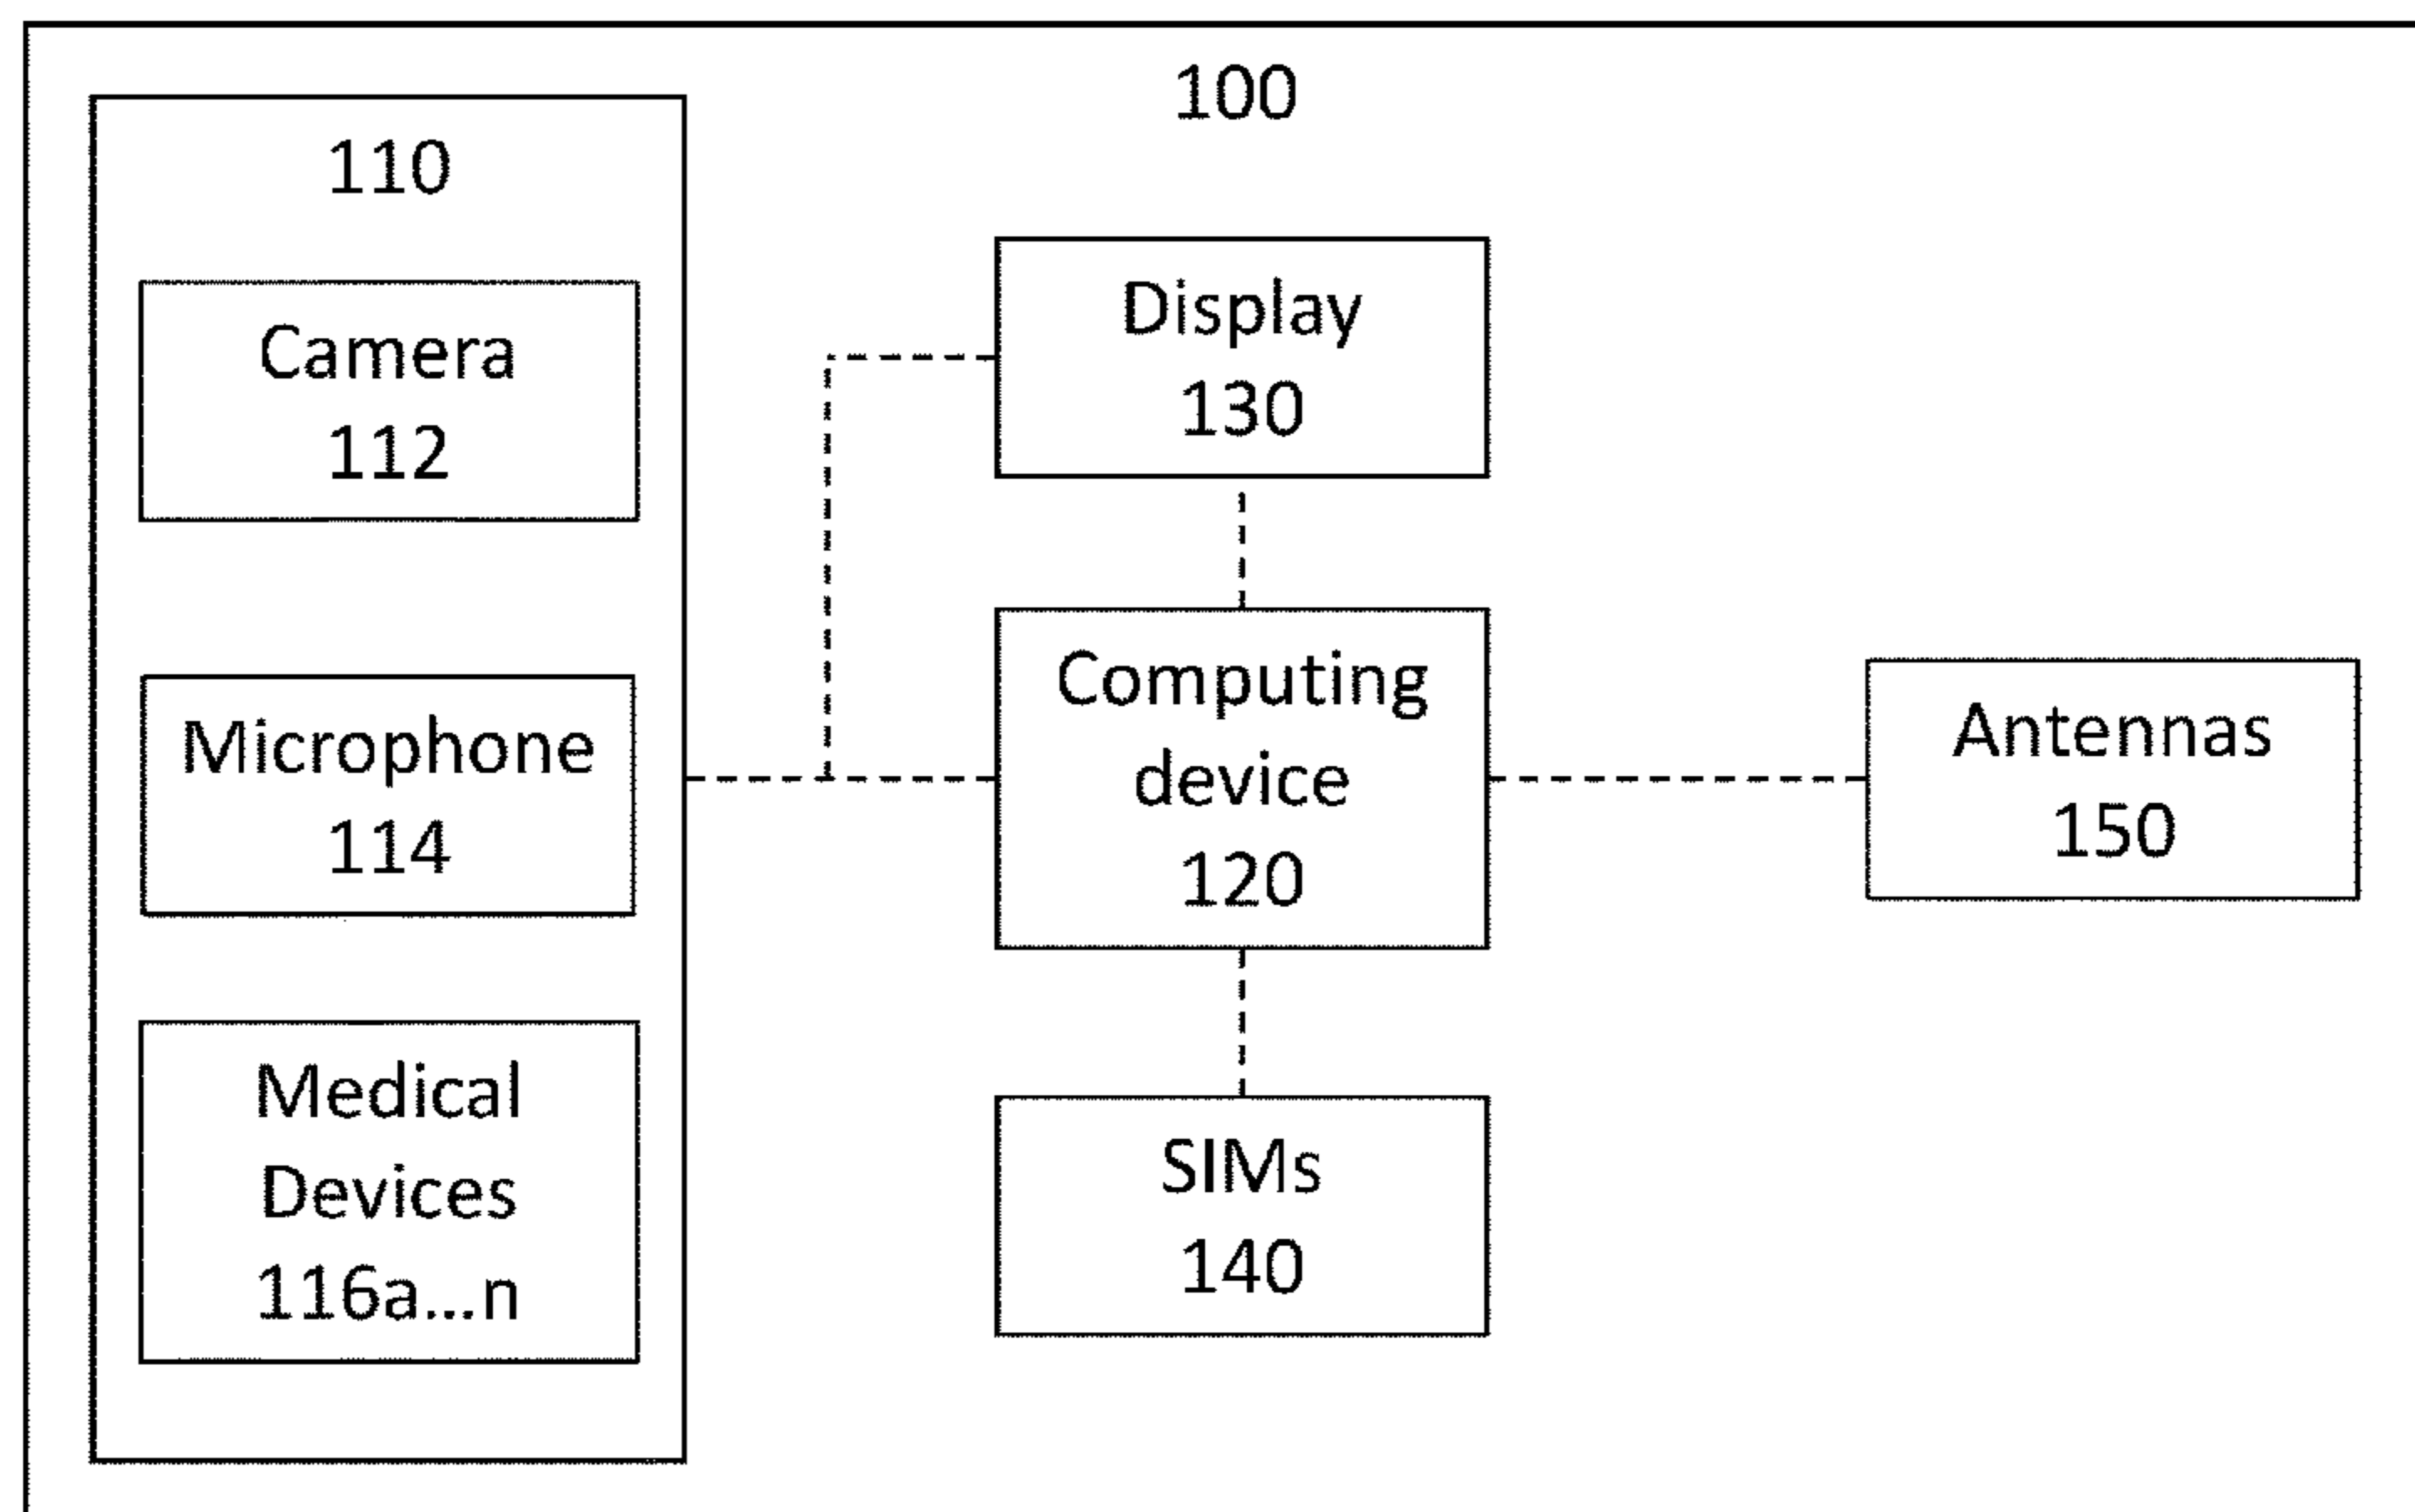 100
110
Camera
112
Microphone
114
Medical
Devices
116a...n
Display
130
Computing
device
120
SIMs
140
Antennas
150